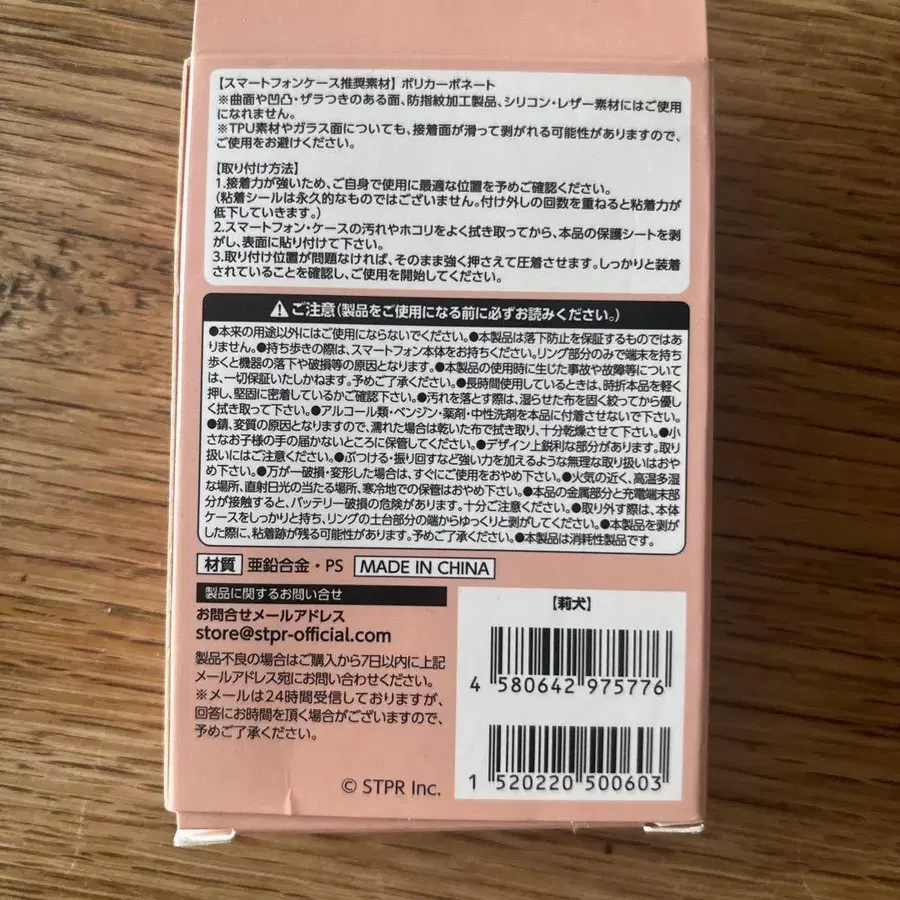 【スマートフォンケース推奨素材】ポリカーボネート
※曲面や凹凸・ザラつきのある面、防指紋加工製品、シリコン・レザー素材にはご使用
になれません。
※TPU素材やガラス面についても、接着面が滑って剥がれる可能性がありますので、
ご使用をお避けください。
【取り付け方法】
1.接着力が強いため、ご自身で使用に最適な位置を予めご確認ください。
(粘着シールは永久的なものではございません。付け外しの回数を重ねると粘着力が
低下していきます。)
2.スマートフォン・ケースの汚れやホコリをよく拭き取ってから、本品の保護シートを剥
がし、表面に貼り付けて下さい。
3.取り付け位置が問題なければ、そのまま強く押さえて圧着させます。しっかりと装着
されていることを確認し、ご使用を開始してください。
ご注意(製品をご使用になる前に必ずお読みください。)
●本来の用途以外にはご使用にならないでください。●本製品は落下防止を保証するものではあ
りません。●持ち歩きの際は、スマートフォン本体をお持ちください。リング部分のみで端末を持ち
歩くと機器の落下や破損等の原因となります。●本製品の使用時に生じた事故や故障等について
は、一切保証いたしかねます。予めご了承ください。●長時間使用しているときは、時折本品を軽く
押し、堅固に密着しているかご確認下さい。●汚れを落とす際は、湿らせた布を固く絞ってから優し
く拭き取って下さい。●アルコール類・ベンジン・薬剤・中性洗剤を本品に付着させないで下さい。
●錆、変質の原因となりますので、濡れた場合は乾いた布で拭き取り、十分乾燥させて下さい。●小
さなお子様の手の届かないところに保管してください。●デザイン上鋭利な部分があります。取り
扱いにはご注意ください。●ぶつける・振り回すなど強い力を加えるような無理な取り扱いはおや
め下さい。●万が一破損・変形した場合は、すぐにご使用をおやめ下さい。●火気の近く、高温多湿
な場所、直射日光の当たる場所、寒冷地での保管はおやめ下さい。●本品の金属部分と充電端末部
分が接触すると、バッテリー破損の危険があります。十分ご注意ください。●取り外す際は、本体
ケースをしっかりと持ち、リングの土台部分の端からゆっくりと剥がしてください。●本製品を剥が
した際に、粘着跡が残る可能性があります。予めご了承ください。●本製品は消耗性製品です。
材質 亜鉛合金・PS MADE IN CHINA
製品に関するお問い合せ
お問合せメールアドレス
store@stpr-official.com
製品不良の場合はご購入から7日以内に上記
メールアドレス宛にお問い合わせください。
※メールは24時間受信しておりますが、
回答にお時間を頂く場合がございますので、
予めご了承ください。
© STPR Inc.
【莉犬】
4 580642 975776
1 520220 500603